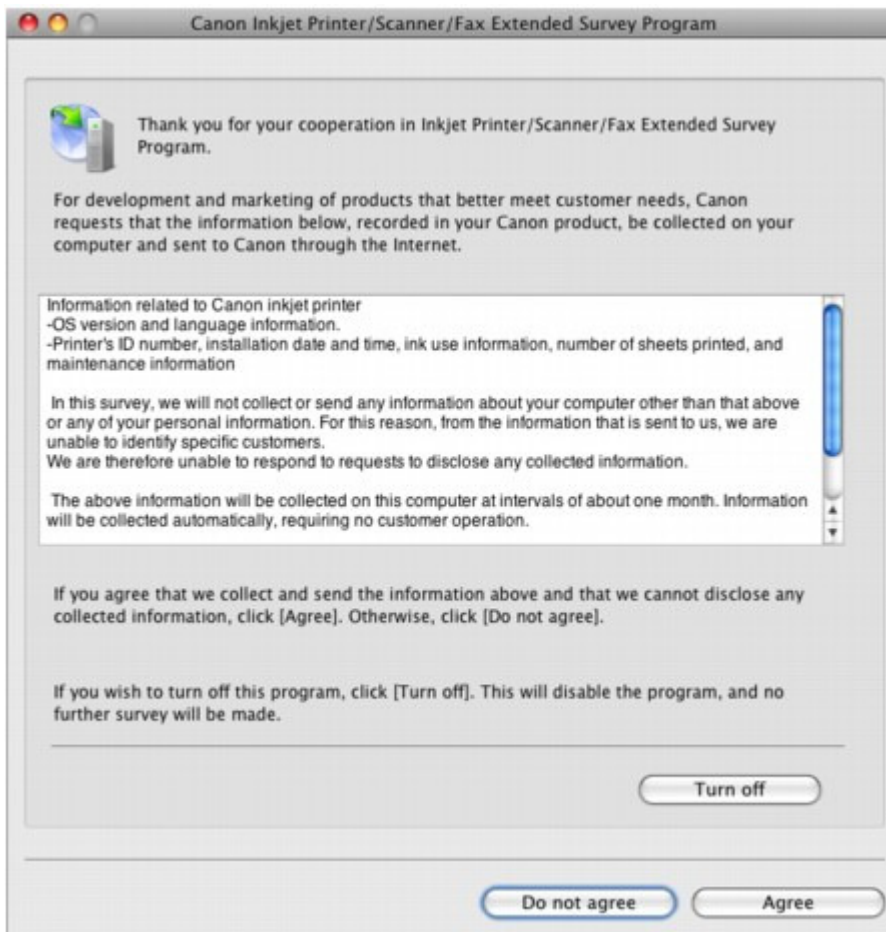 Canon Inkjet Printer/Scanner/Fax Extended Survey Program
Thank you for your cooperation in Inkjet Printer/Scanner/Fax Extended Survey
Program.
For development and marketing of products that better meet customer needs, Canon
requests that the information below, recorded in your Canon product, be collected on your
computer and sent to Canon through the Internet.
Information related to Canon inkjet printer
-OS version and language information.
-Printer's ID number, installation date and time, ink use information, number of sheets printed, and
maintenance information
In this survey, we will not collect or send any information about your computer other than that above
or any of your personal information. For this reason, from the information that is sent to us, we are
unable to identify specific customers.
We are therefore unable to respond to requests to disclose any collected information.
The above information will be collected on this computer at intervals of about one month. Information
will be collected automatically, requiring no customer operation.
If you agree that we collect and send the information above and that we cannot disclose any
collected information, click [Agree]. Otherwise, click [Do not agree].
If you wish to turn off this program, click [Turn off]. This will disable the program, and no
further survey will be made.
Turn off
Do not agree
Agree